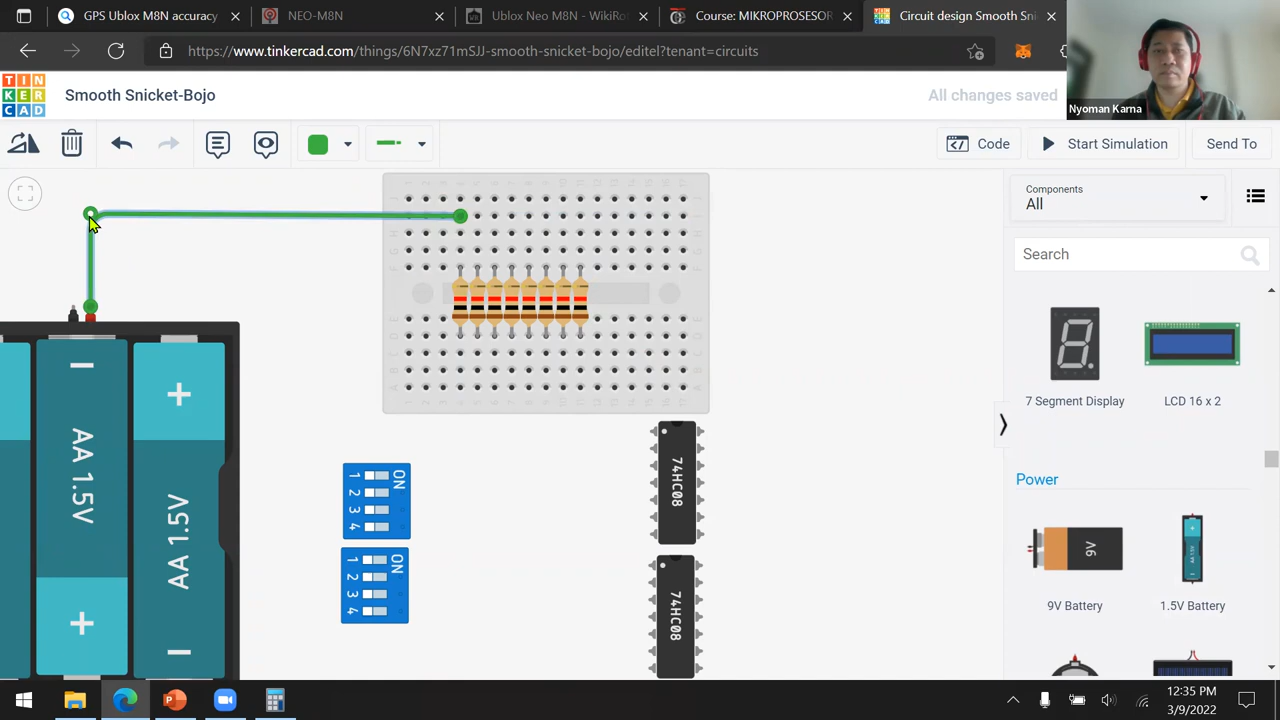 GPS Ublox M8N accuracy
NEO-M8N
Ublox Neo M8N - WikiRo
Course: MIKROPROSESOR
Circuit design Smooth Sni
https://www.tinkercad.com/things/6N7xz71mSJJ-smooth-snicket-bojo/editel?tenant=circuits
Nyoman Karna
TIN
KER
CAD
Smooth Snicket-Bojo
All changes saved
Code
Start Simulation
Send To
Components
All
Search
7 Segment Display
LCD 16 x 2
Power
9V
9V Battery
AA 1.5V
1.5V Battery
AA 1.5V
AA 1.5V
ON
1
2
3
4
ON
1
2
3
4
74HC08
74HC08
12:35 PM
3/9/2022